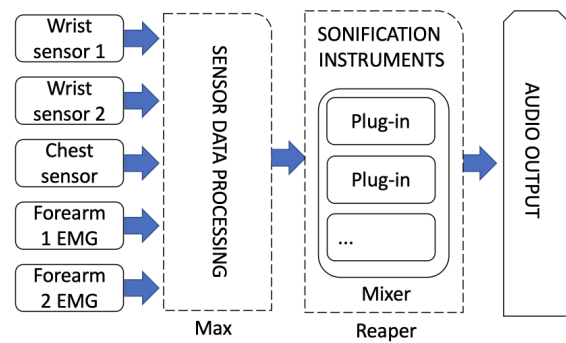 Wrist
sensor 1
Wrist
sensor 2
Chest
sensor
Forearm
1 EMG
Forearm
2 EMG
SENSOR DATA PROCESSING
Max
SONIFICATION
INSTRUMENTS
Plug-in
Plug-in
...
Mixer
Reaper
AUDIO OUTPUT